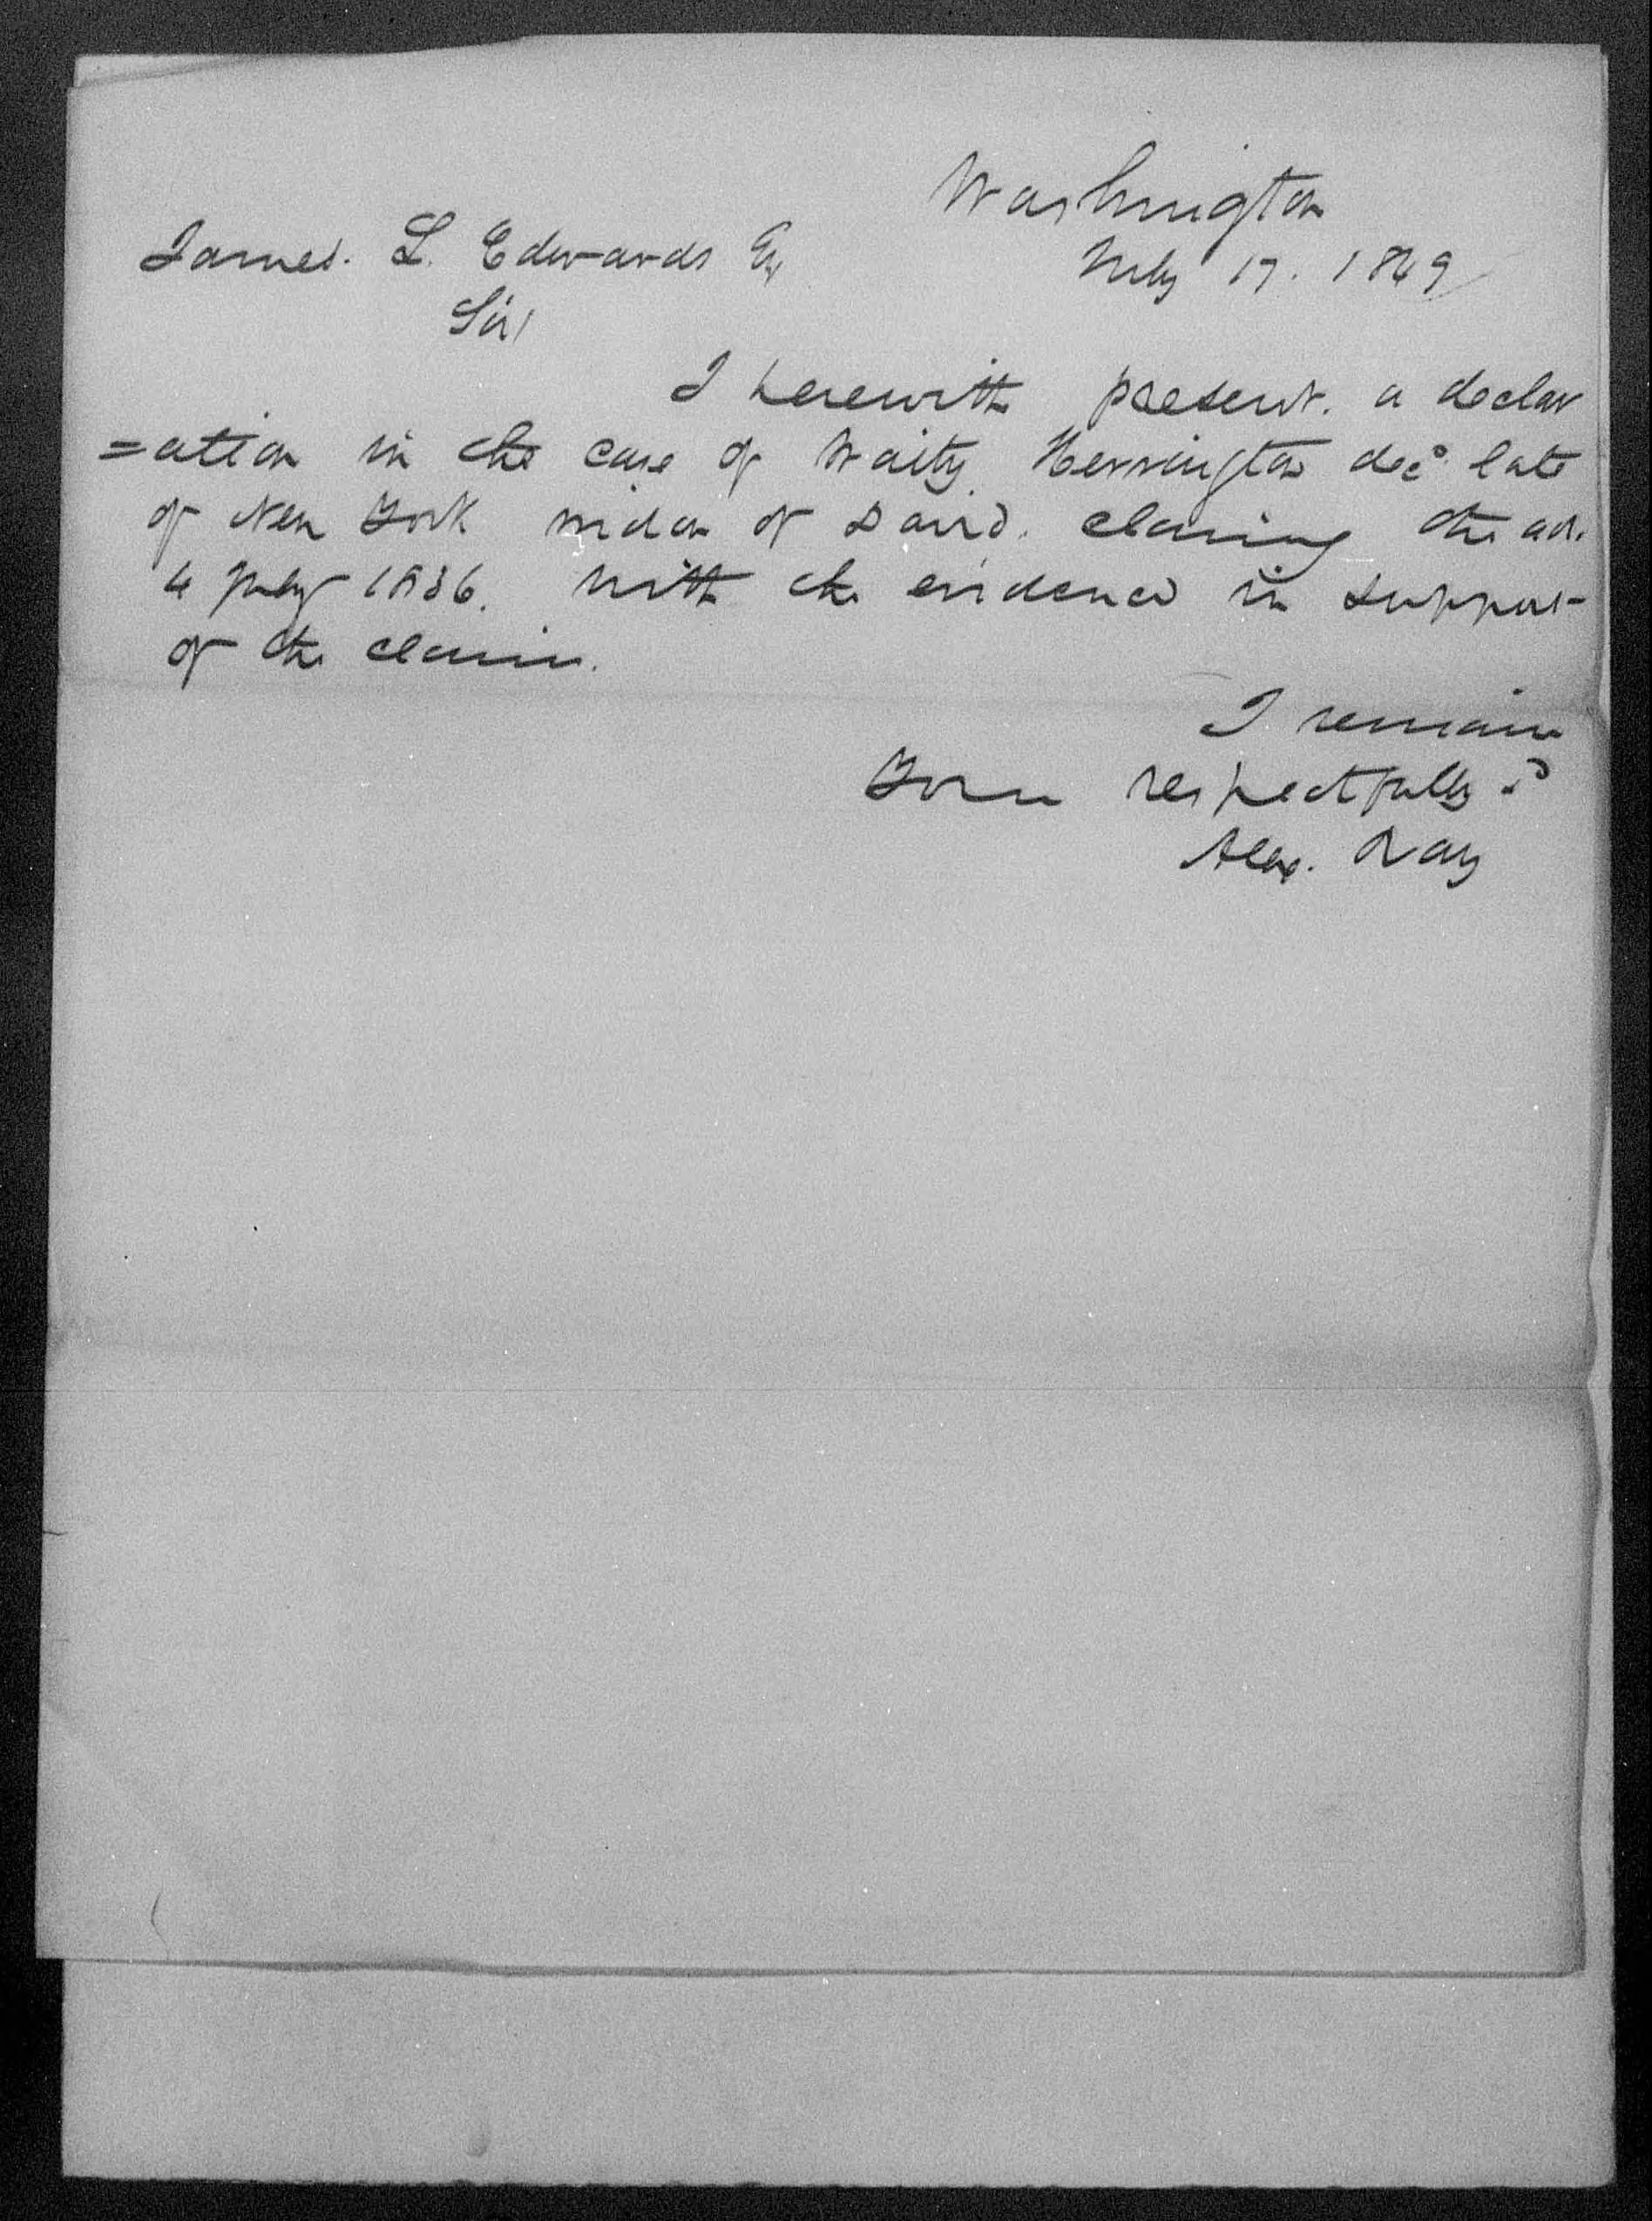 Washington
July 17. 1849
James. L. Edwards Esq
Sir,
I herewith present. a declar
=ation in the case of Waity Herrington decd. late
of New York widow of David. claiming the act.
4 July 1836. with the evidence in support
of the claim.
I remain
Yours respectfully &c
Alex. Ray